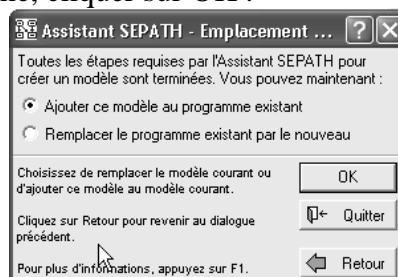 cliquer sur OK
Assistant SEPATH - Emplacement ...
Toutes les étapes requises par l'Assistant SEPATH pour
créer un modèle sont terminées. Vous pouvez maintenant :
Ajouter ce modèle au programme existant
Remplacer le programme existant par le nouveau
Choisissez de remplacer le modèle courant ou
d'ajouter ce modèle au modèle courant.
OK
Cliquez sur Retour pour revenir au dialogue
précédent.
Quitter
Pour plus d'informations, appuyez sur F1.
Retour